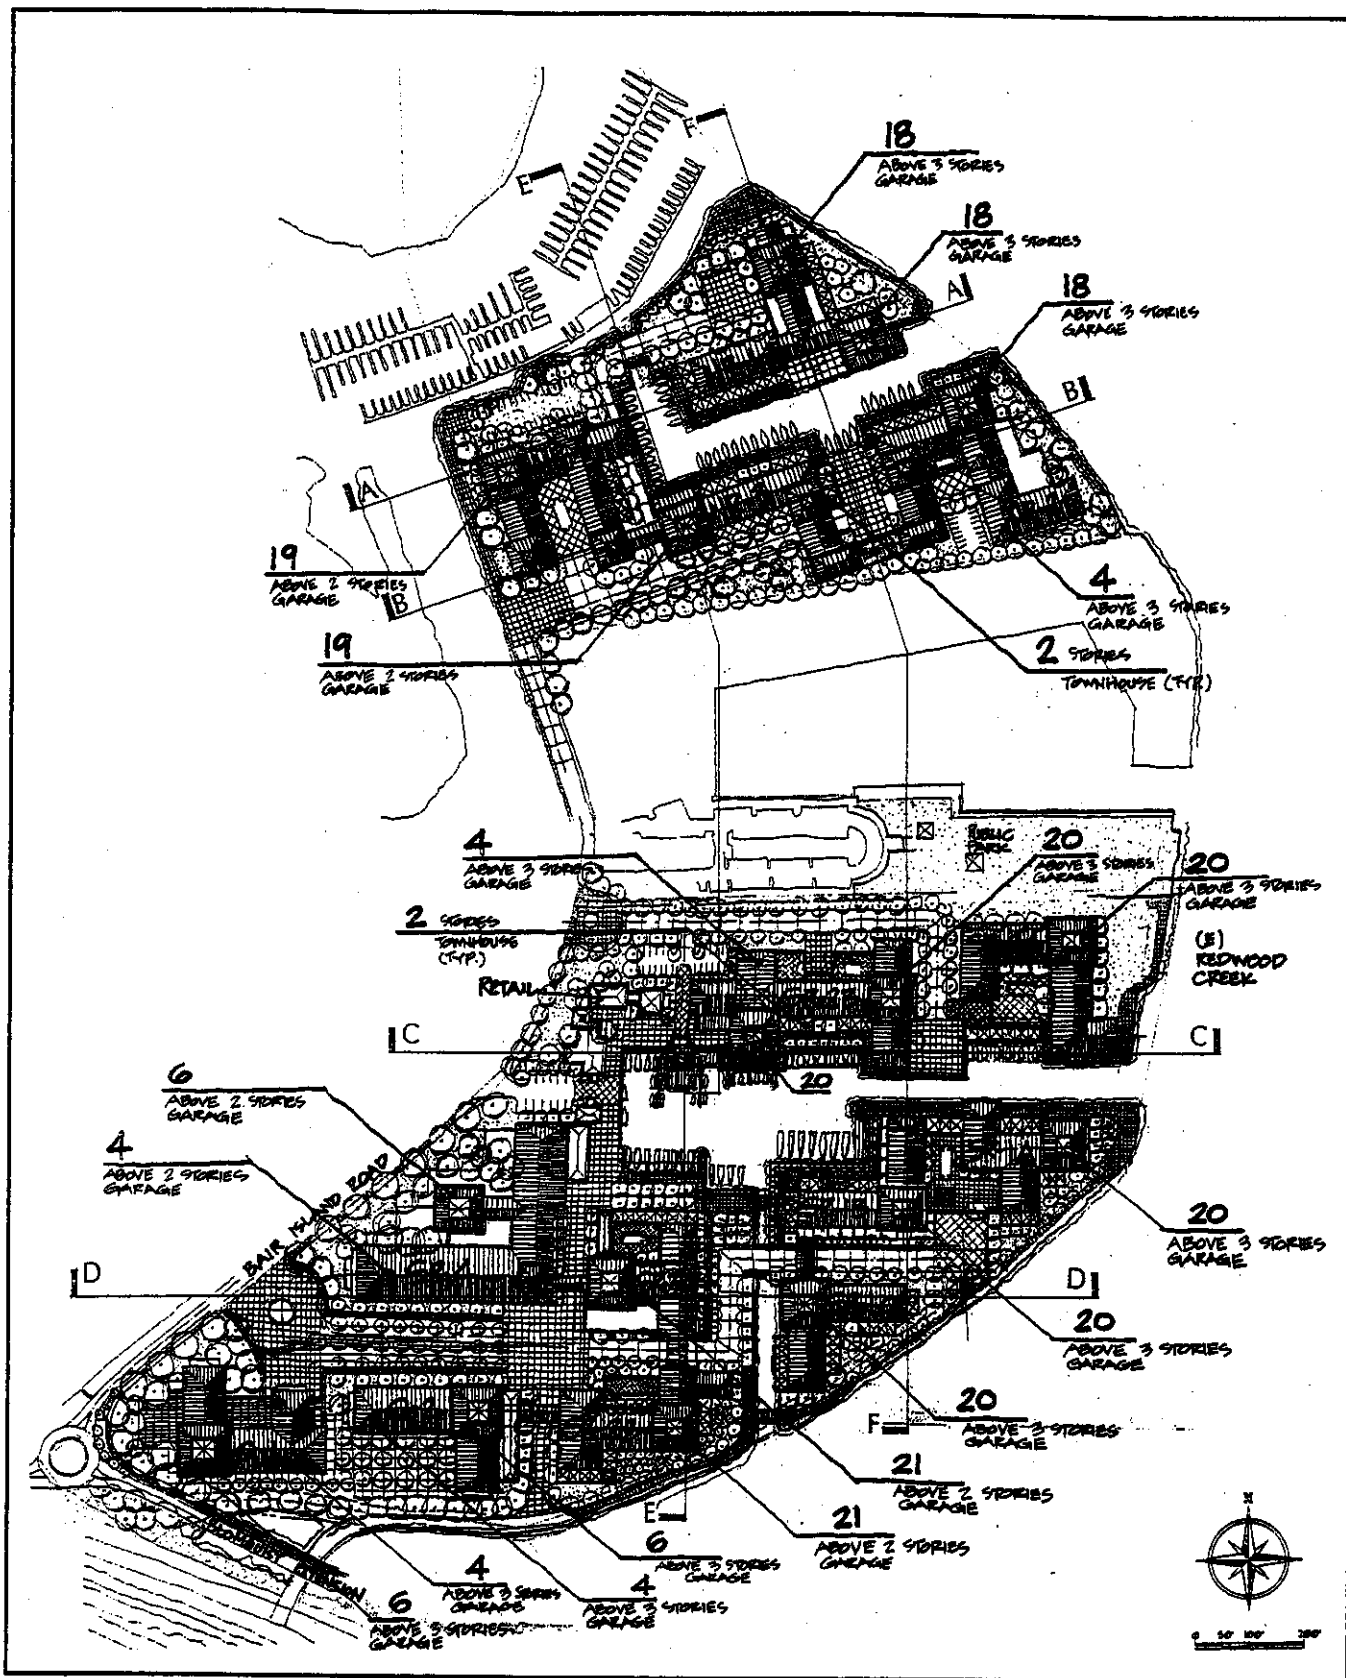 F
18
ABOVE 3 STORIES
GARAGE
E
18
ABOVE 3 STORIES
GARAGE
A
18
ABOVE 3 STORIES
GARAGE
B
A
19
ABOVE 2 STORIES
GARAGE
B
4
ABOVE 3 STORIES
GARAGE
19
ABOVE 2 STORIES
GARAGE
2 STORIES
TOWNHOUSE (TYP.)
PUBLIC
PARK
4
ABOVE 3 STORIES
GARAGE
20
ABOVE 3 STORIES
GARAGE
20
ABOVE 3 STORIES
GARAGE
2 STORIES
TOWNHOUSE
(TYP.)
(E)
REDWOOD
CREEK
RETAIL
C
C
20
6
ABOVE 2 STORIES
GARAGE
4
ABOVE 2 STORIES
GARAGE
BAIR ISLAND ROAD
20
ABOVE 3 STORIES
GARAGE
D
D
20
ABOVE 3 STORIES
GARAGE
20
ABOVE 3 STORIES
GARAGE
F
21
ABOVE 2 STORIES
GARAGE
E
21
ABOVE 2 STORIES
GARAGE
6
ABOVE 3 STORIES
GARAGE
4
ABOVE 3 STORIES
GARAGE
4
ABOVE 3 STORIES
GARAGE
EXTENSION
6
ABOVE 3 STORIES
GARAGE
N
0 50' 100' 200'